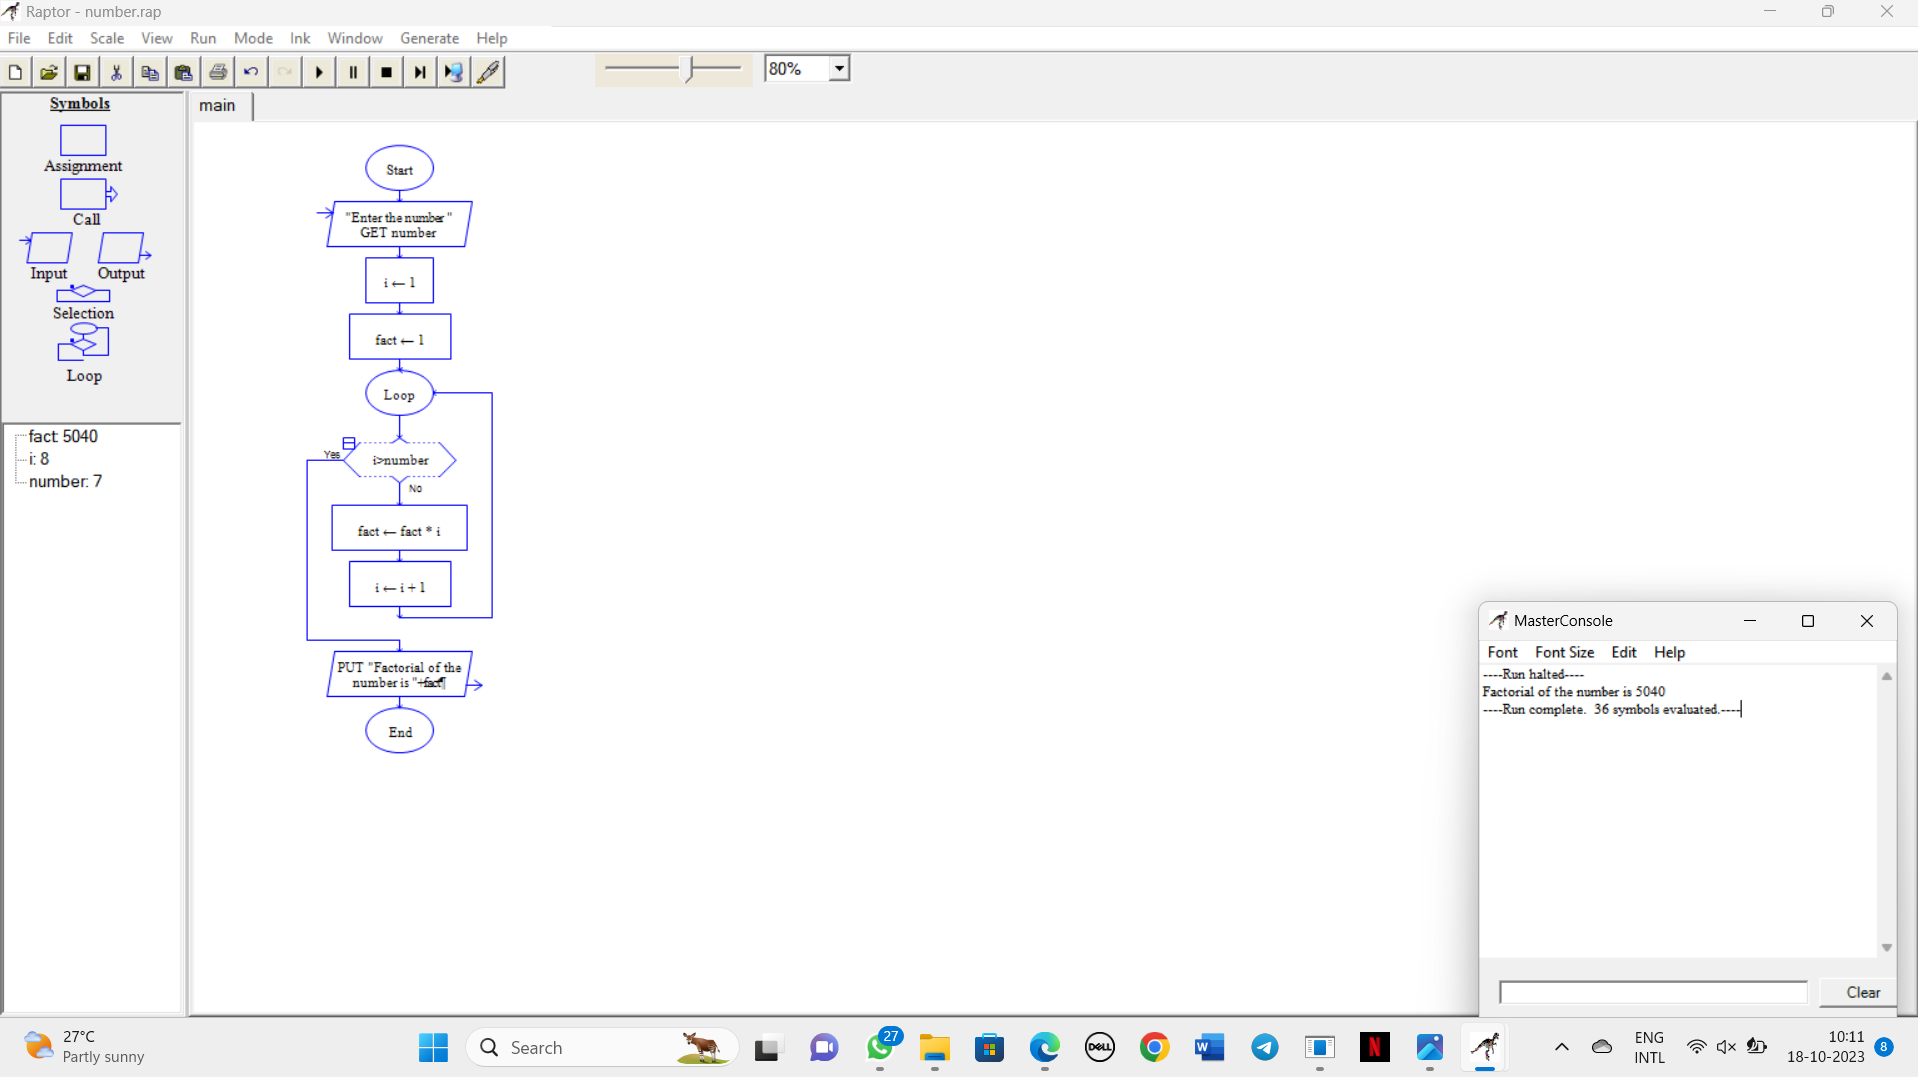 Raptor - number.rap
File Edit Scale View Run Mode Ink Window Generate Help
80%
Symbols
Assignment
Call
Input Output
Selection
Loop
fact: 5040
i: 8
number: 7
main
Start
"Enter the number "
GET number
i ← 1
fact ← 1
Loop
Yes
i>number
No
fact ← fact * i
i ← i + 1
PUT "Factorial of the
number is "+fact¶
End
MasterConsole
Font Font Size Edit Help
----Run halted----
Factorial of the number is 5040
----Run complete. 36 symbols evaluated.----
Clear
27°C
Partly sunny
Search
27
DELL
W
N
ENG
INTL
10:11
18-10-2023
8